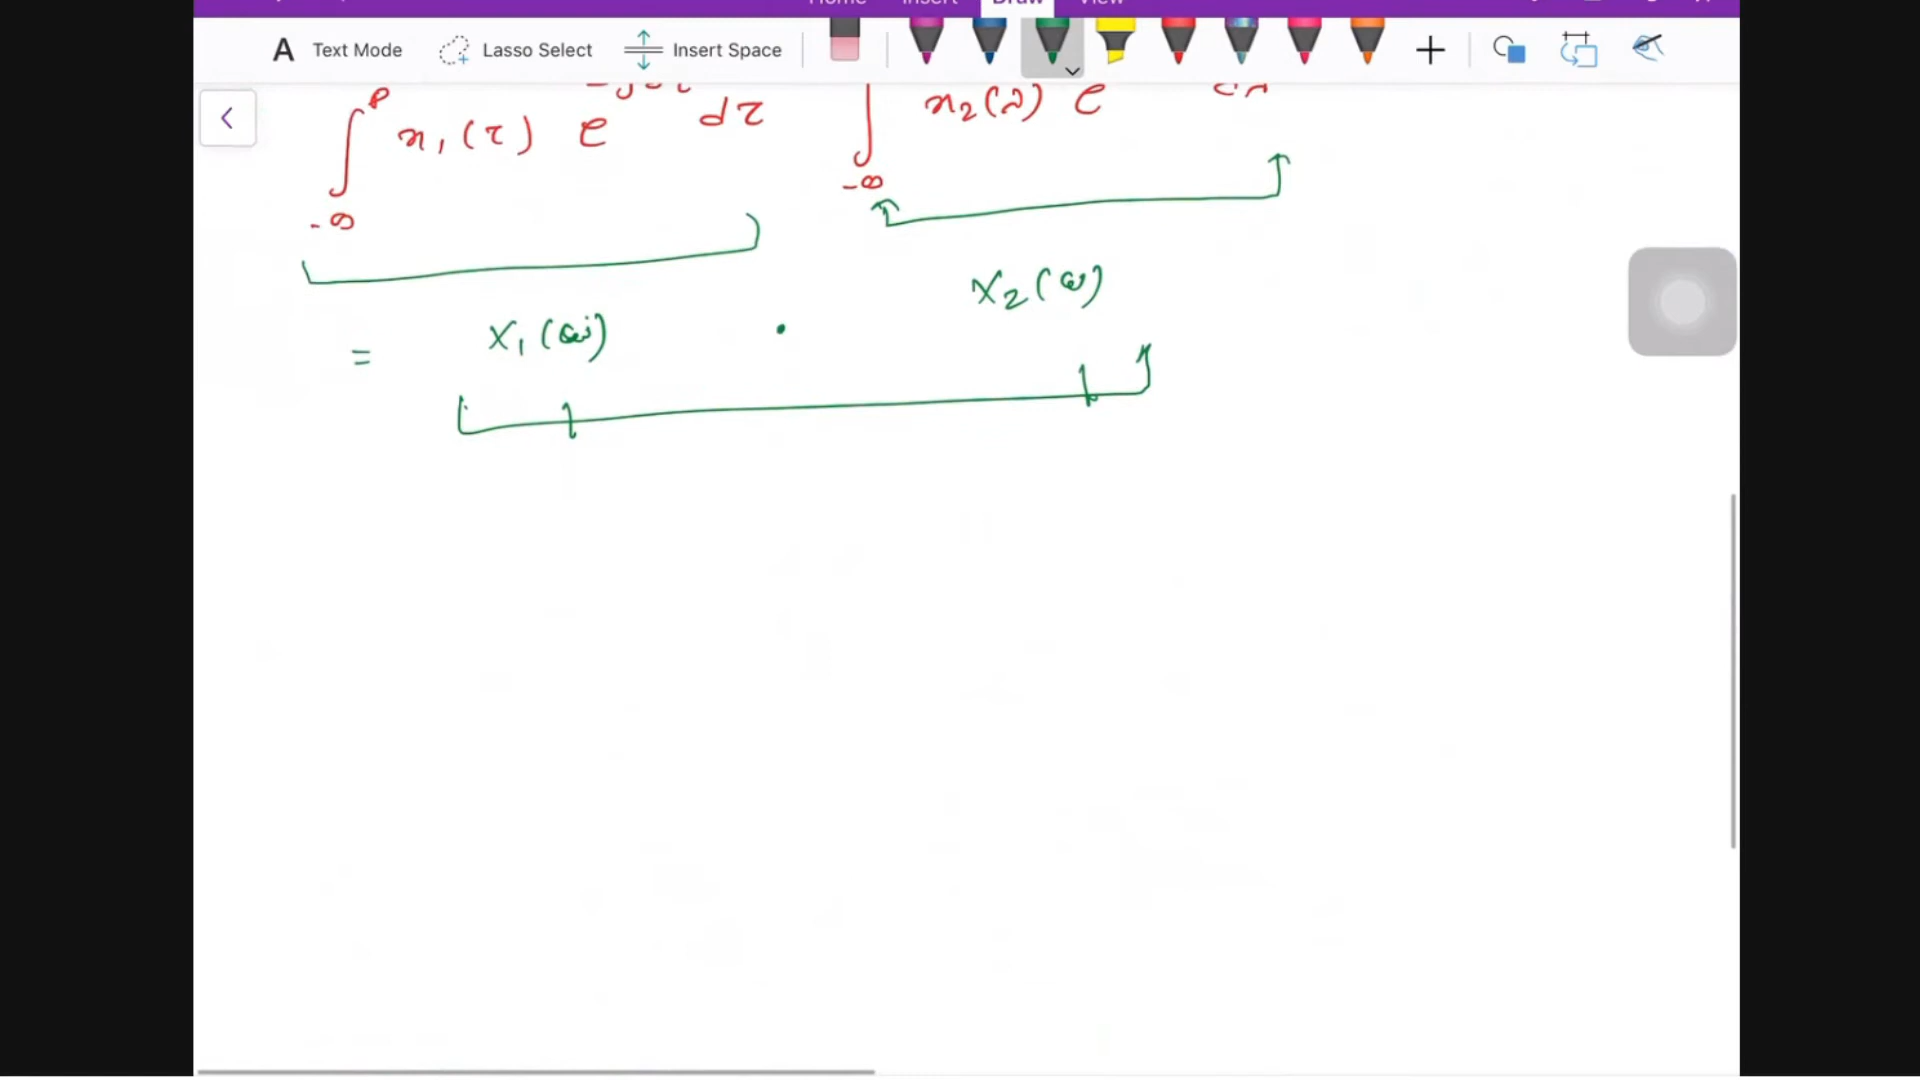 Text Mode Lasso Select Insert Space
∫ x₁(τ) e dτ ∫ x₂(λ) e
-∞ -∞
= X₁(ω) · X₂(ω)